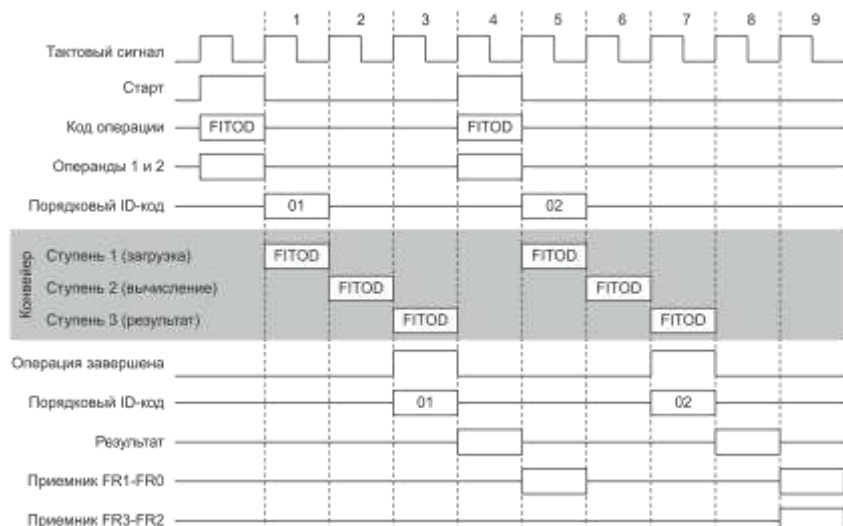 1 2 3 4 5 6 7 8 9
Тактовый сигнал
Старт
Код операции FITOD FITOD
Операнды 1 и 2
Порядковый ID-код 01 02
Конвейер
Ступень 1 (загрузка) FITOD FITOD
Ступень 2 (вычисление) FITOD FITOD
Ступень 3 (результат) FITOD FITOD
Операция завершена
Порядковый ID-код 01 02
Результат
Приемник FR1-FR0
Приемник FR3-FR2